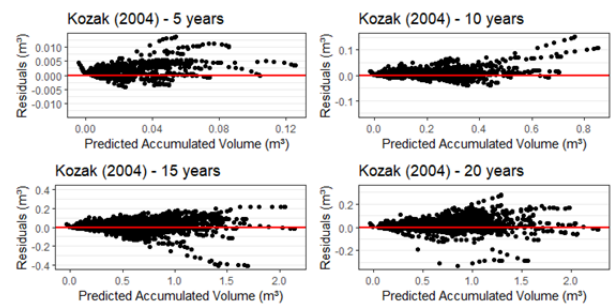 Kozak (2004) - 5 years
Residuals (m³)
0.010
0.005
0.000
-0.005
-0.010
0.00
0.04
0.08
0.12
Predicted Accumulated Volume (m³)
Kozak (2004) - 10 years
Residuals (m³)
0.1
0.0
-0.1
0.0
0.2
0.4
0.6
0.8
Predicted Accumulated Volume (m³)
Kozak (2004) - 15 years
Residuals (m³)
0.4
0.2
0.0
-0.2
-0.4
0.0
0.5
1.0
1.5
2.0
Predicted Accumulated Volume (m³)
Kozak (2004) - 20 years
Residuals (m³)
0.2
0.0
-0.2
0.0
0.5
1.0
1.5
2.0
Predicted Accumulated Volume (m³)